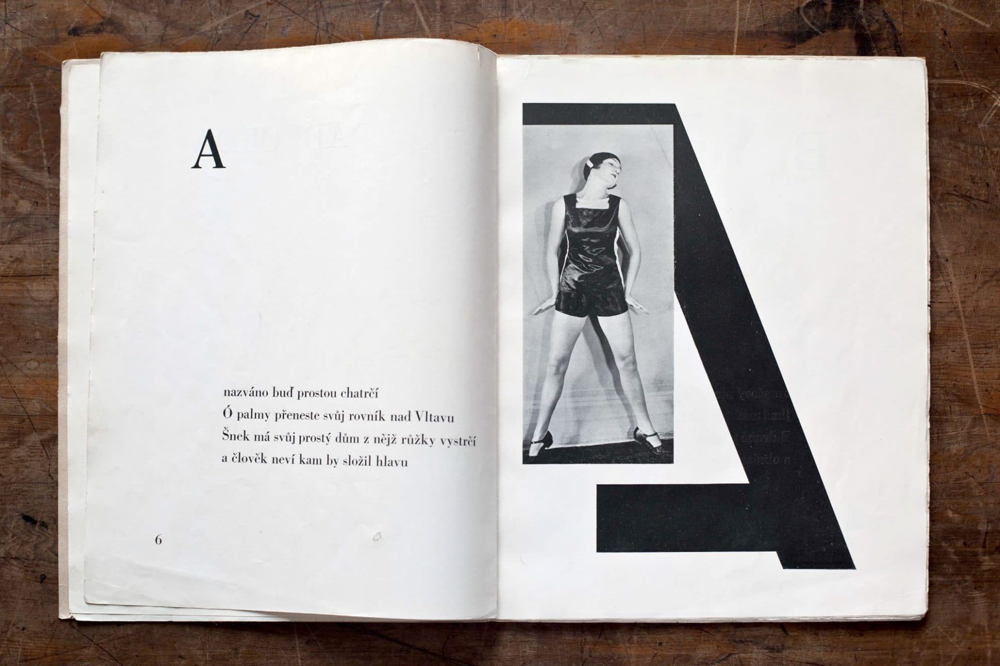 A
nazváno buď prostou chatrčí
Ó palmy přeneste svůj rovník nad Vltavu
Šnek má svůj prostý dům z nějž růžky vystrčí
a člověk neví kam by složil hlavu
6
A